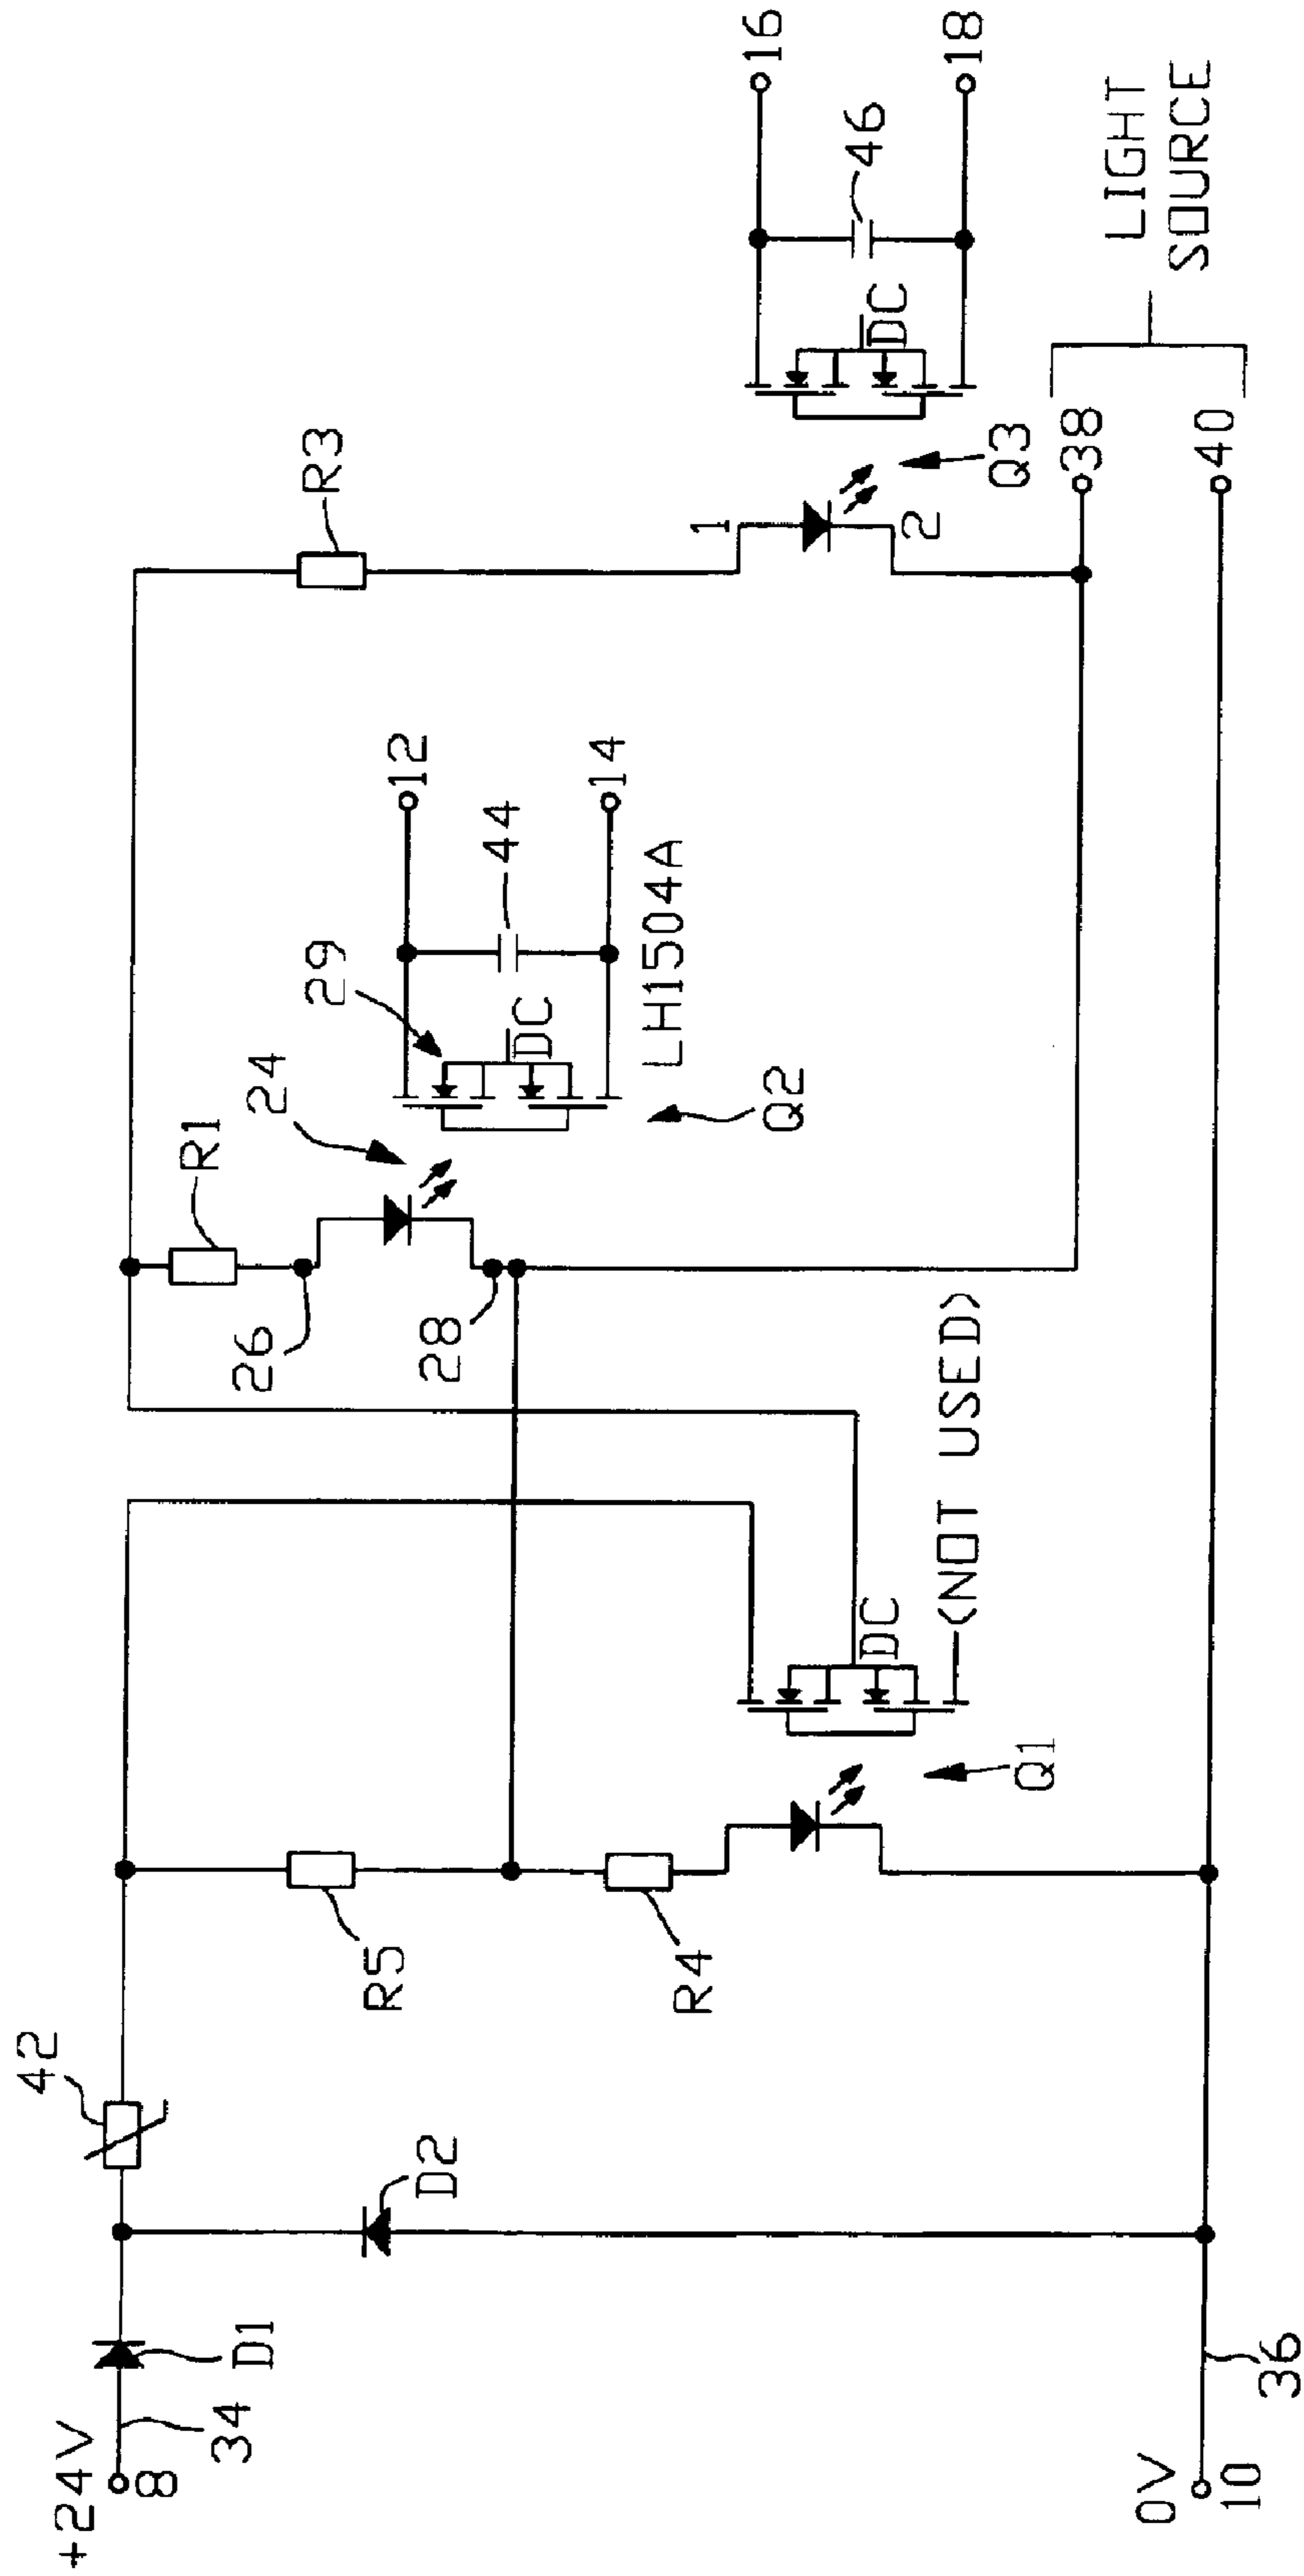 +24V
8
34
D1
42
D2
R5
R4
Q1
DC
(NOT USED)
R1
26
28
24
29
DC
12
44
14
LH1504A
Q2
R3
1
2
Q3
DC
16
46
18
38
40
LIGHT
SOURCE
0V
10
36